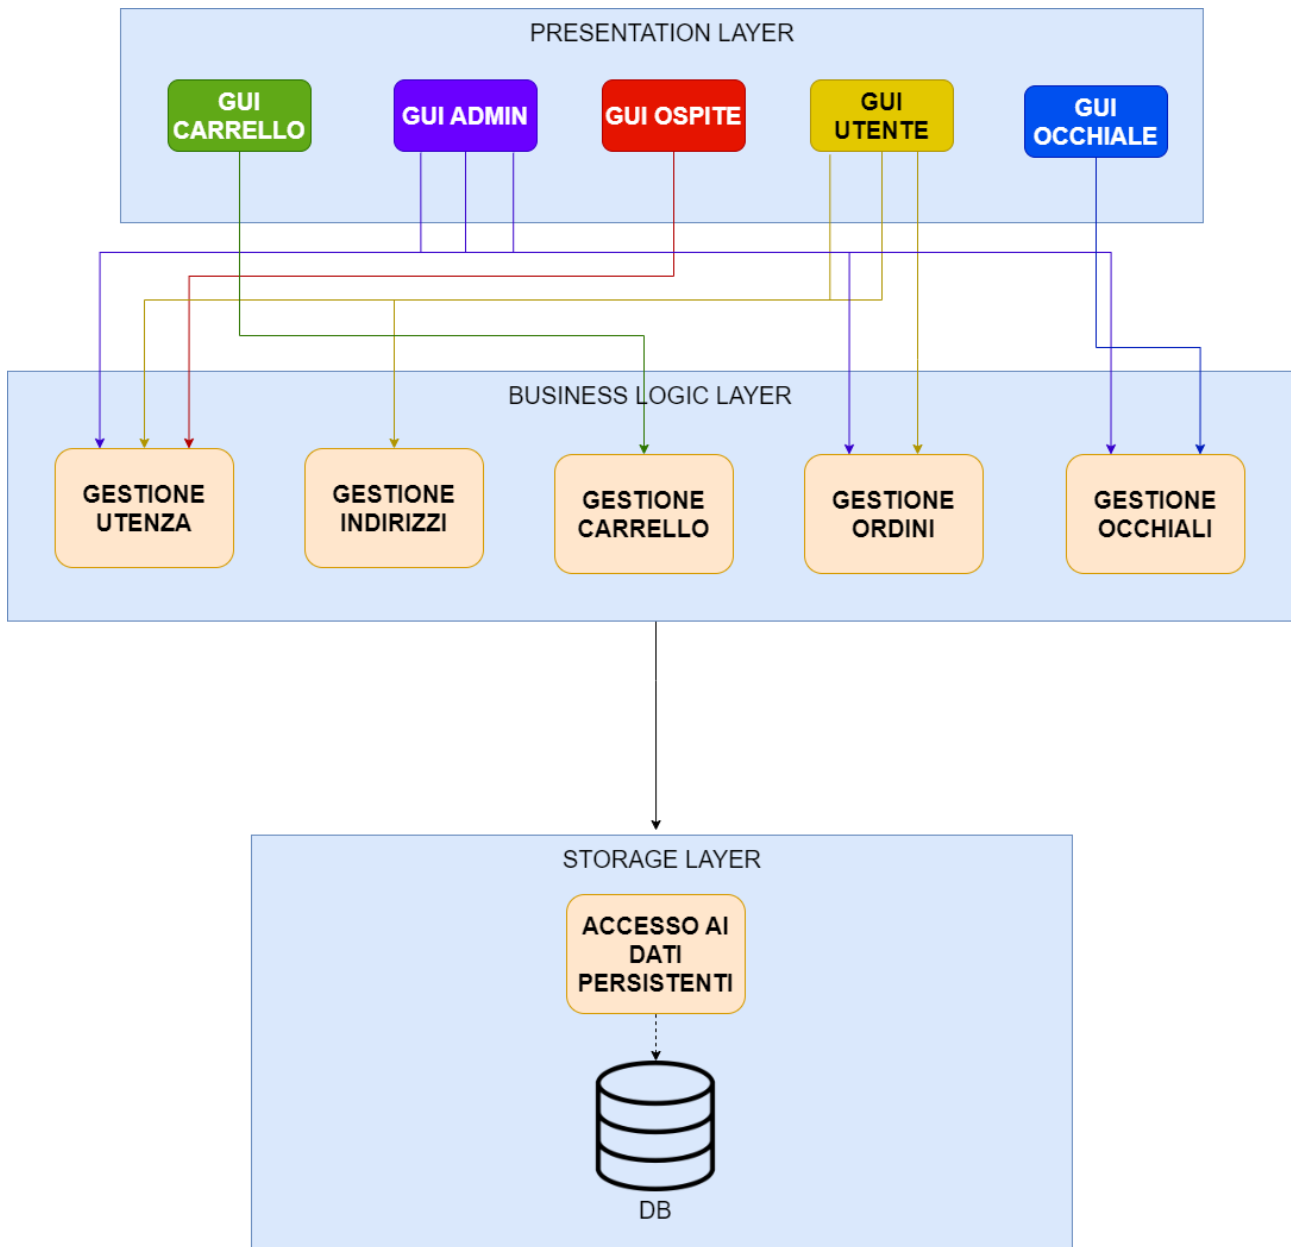 PRESENTATION LAYER
GUI
CARRELLO
GUI ADMIN
GUI OSPITE
GUI
UTENTE
GUI
OCCHIALE
BUSINESS LOGIC LAYER
GESTIONE
UTENZA
GESTIONE
INDIRIZZI
GESTIONE
CARRELLO
GESTIONE
ORDINI
GESTIONE
OCCHIALI
STORAGE LAYER
ACCESSO AI
DATI
PERSISTENTI
DB